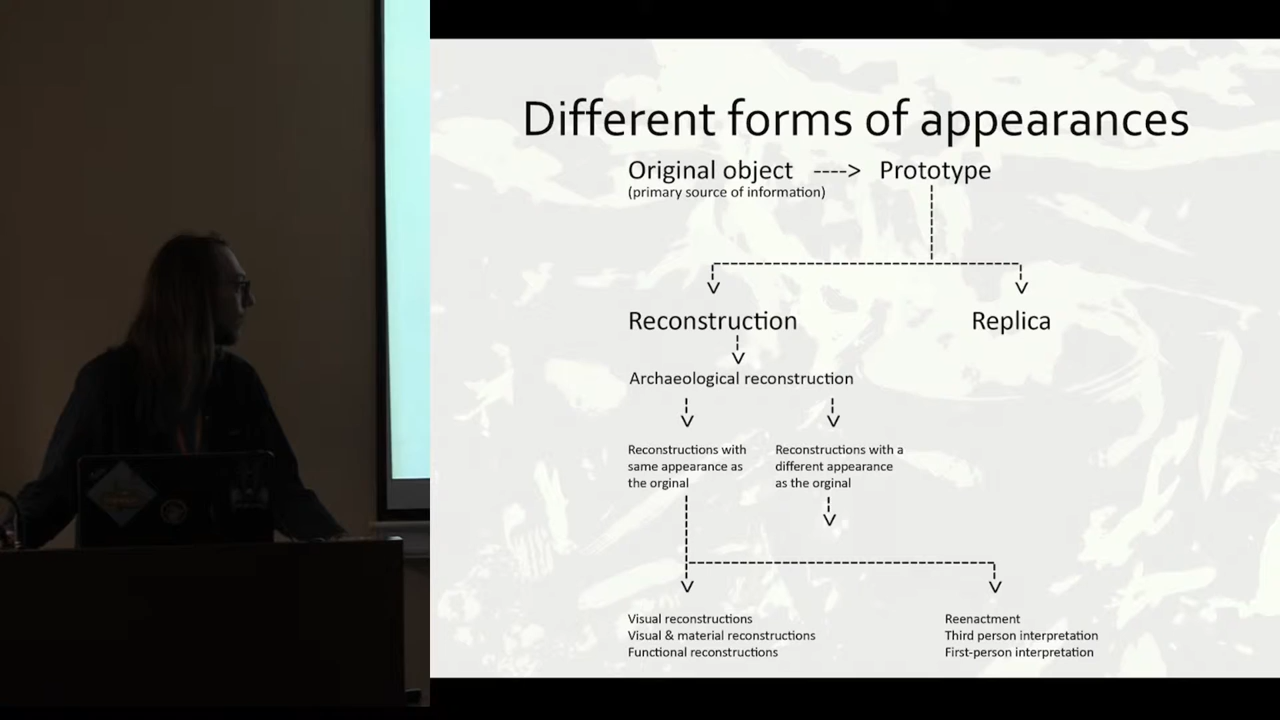 Different forms of appearances
Original object ----> Prototype
(primary source of information)
Reconstruction
Replica
Archaeological reconstruction
Reconstructions with
same appearance as
the orginal
Reconstructions with a
different appearance
as the orginal
Visual reconstructions
Visual & material reconstructions
Functional reconstructions
Reenactment
Third person interpretation
First-person interpretation